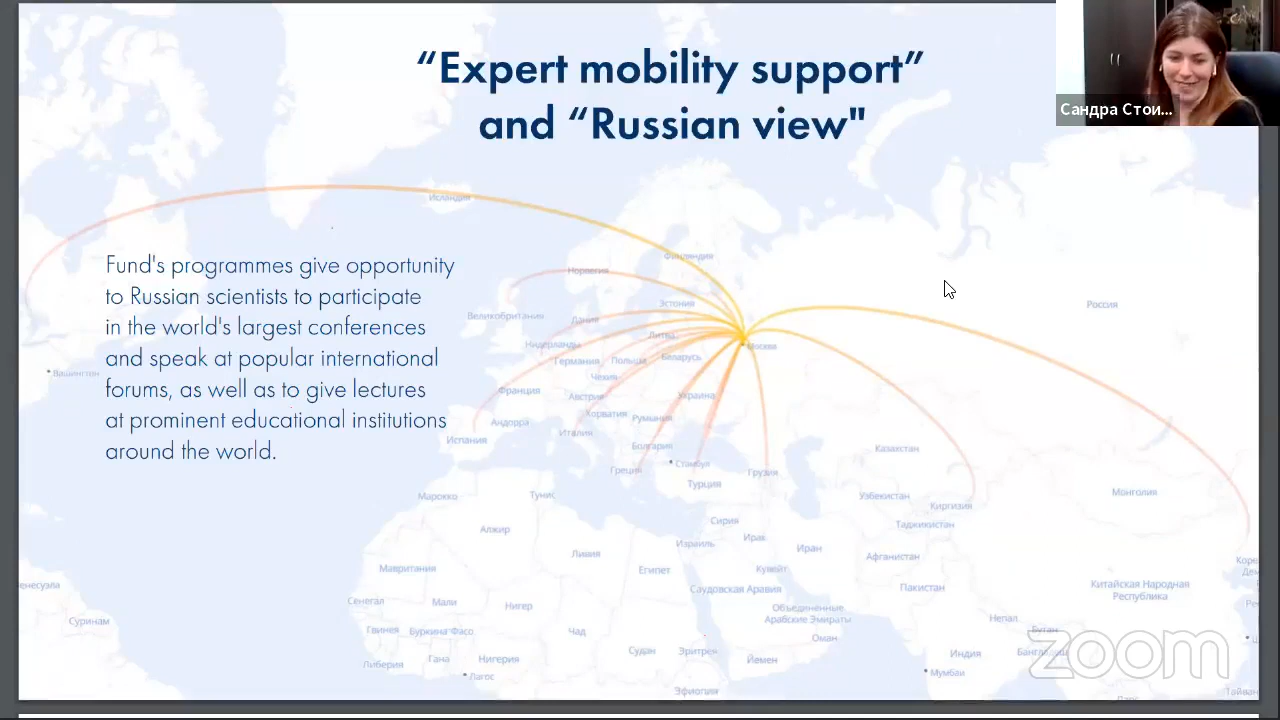 “Expert mobility support”
and “Russian view"
Сандра Стои...
Fund's programmes give opportunity
to Russian scientists to participate
in the world's largest conferences
and speak at popular international
forums, as well as to give lectures
at prominent educational institutions
around the world.
Исландия
Финляндия
Норвегия
Эстония
Россия
Великобритания
Дания
Литва
Москва
Нидерланды
Беларусь
Германия
Польша
Вашингтон
Чехия
Франция
Австрия
Украина
Хорватия
Румыния
Андорра
Италия
Испания
Болгария
Казахстан
Греция
Стамбул
Грузия
Турция
Марокко
Тунис
Узбекистан
Киргизия
Монголия
Таджикистан
Сирия
Алжир
Израиль
Ирак
Иран
Ливия
Афганистан
Мавритания
Египет
Кувейт
Саудовская Аравия
Пакистан
Китайская Народная
Республика
Сенегал
Мали
Нигер
Объединённые
Арабские Эмираты
Непал
Суринам
Гвинея
Буркина Фасо
Чад
Оман
Бутан
Судан
Эритрея
Индия
Либерия
Гана
Нигерия
Йемен
Лагос
Мумбаи
Эфиопия
zoom